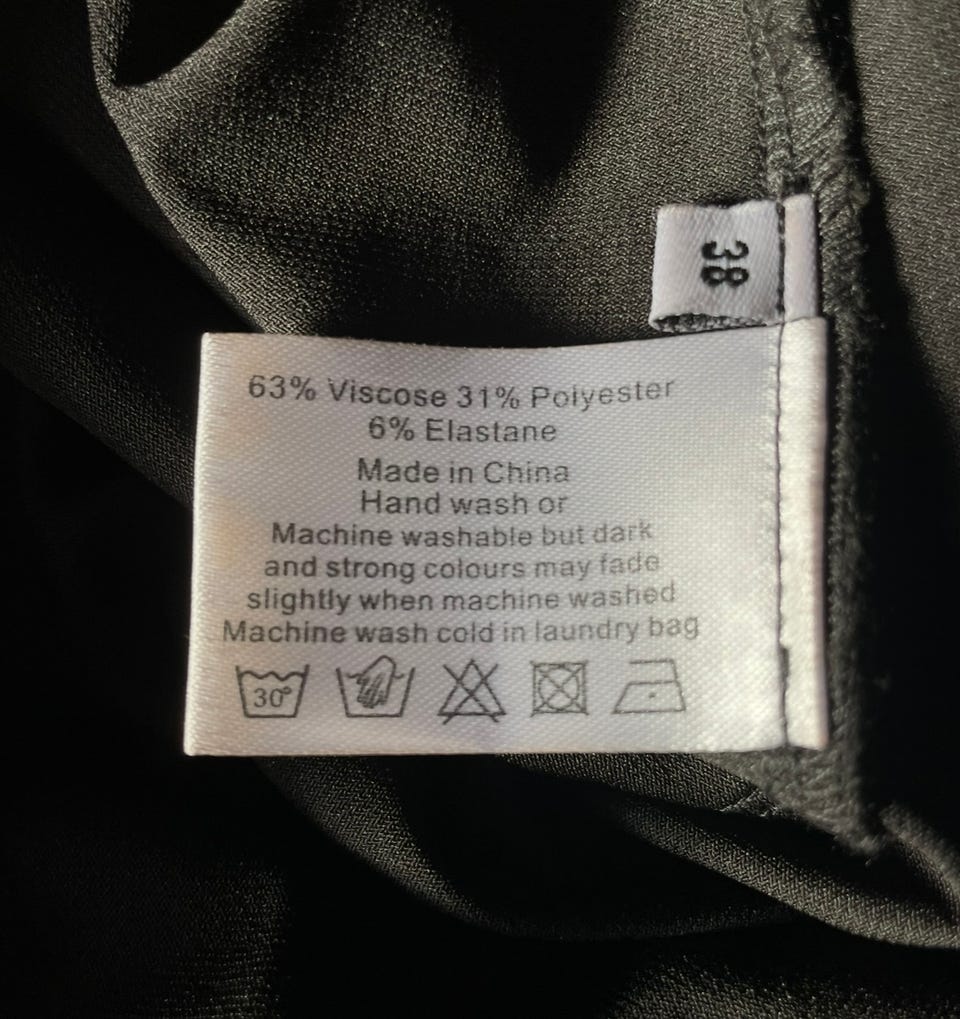 38
63% Viscose 31% Polyester
6% Elastane
Made in China
Hand wash or
Machine washable but dark
and strong colours may fade
slightly when machine washed
Machine wash cold in laundry bag
30°